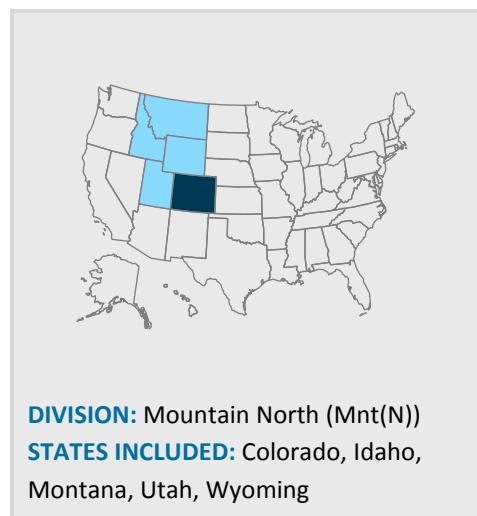 DIVISION: Mountain North (Mnt(N))
STATES INCLUDED: Colorado, Idaho,
Montana, Utah, Wyoming